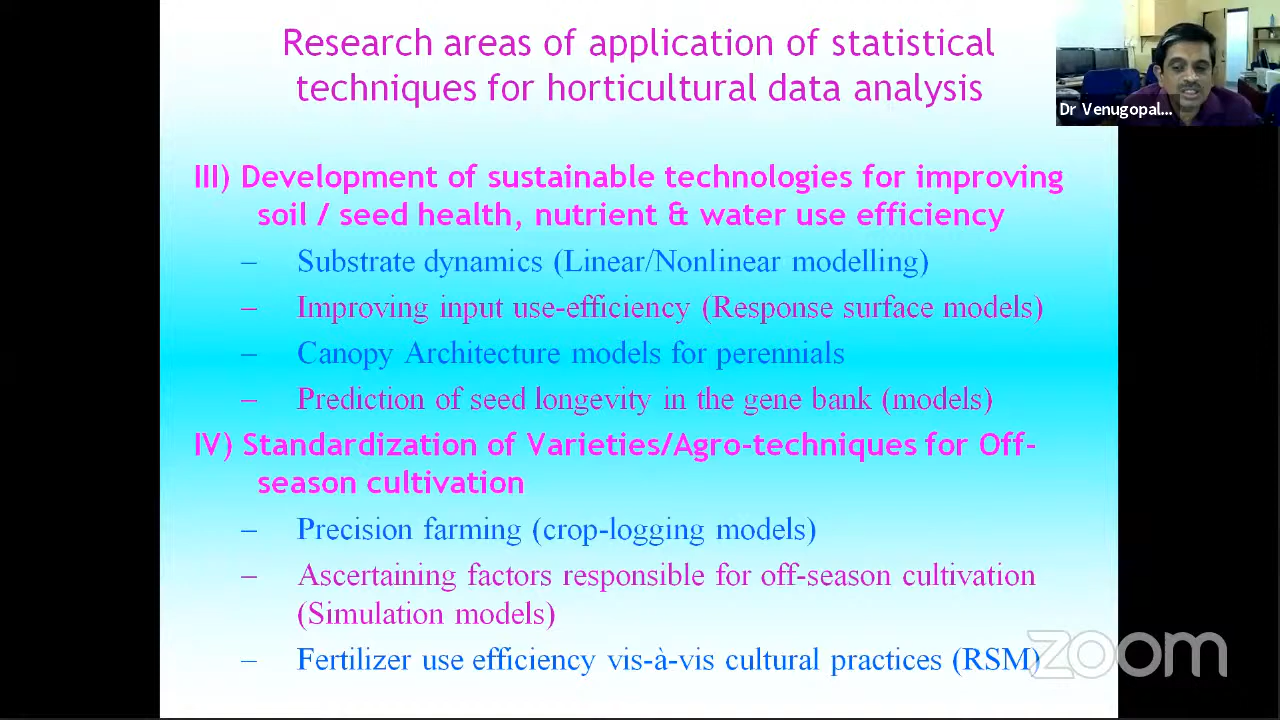 Research areas of application of statistical
techniques for horticultural data analysis
Dr Venugopal...
III) Development of sustainable technologies for improving
soil / seed health, nutrient & water use efficiency
– Substrate dynamics (Linear/Nonlinear modelling)
– Improving input use-efficiency (Response surface models)
– Canopy Architecture models for perennials
– Prediction of seed longevity in the gene bank (models)
IV) Standardization of Varieties/Agro-techniques for Off-
season cultivation
– Precision farming (crop-logging models)
– Ascertaining factors responsible for off-season cultivation
(Simulation models)
– Fertilizer use efficiency vis-à-vis cultural practices (RSM)
zoom